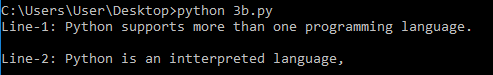 C:\Users\User\Desktop>python 3b.py
Line-1: Python supports more than one programming language.
Line-2: Python is an intterpreted language,